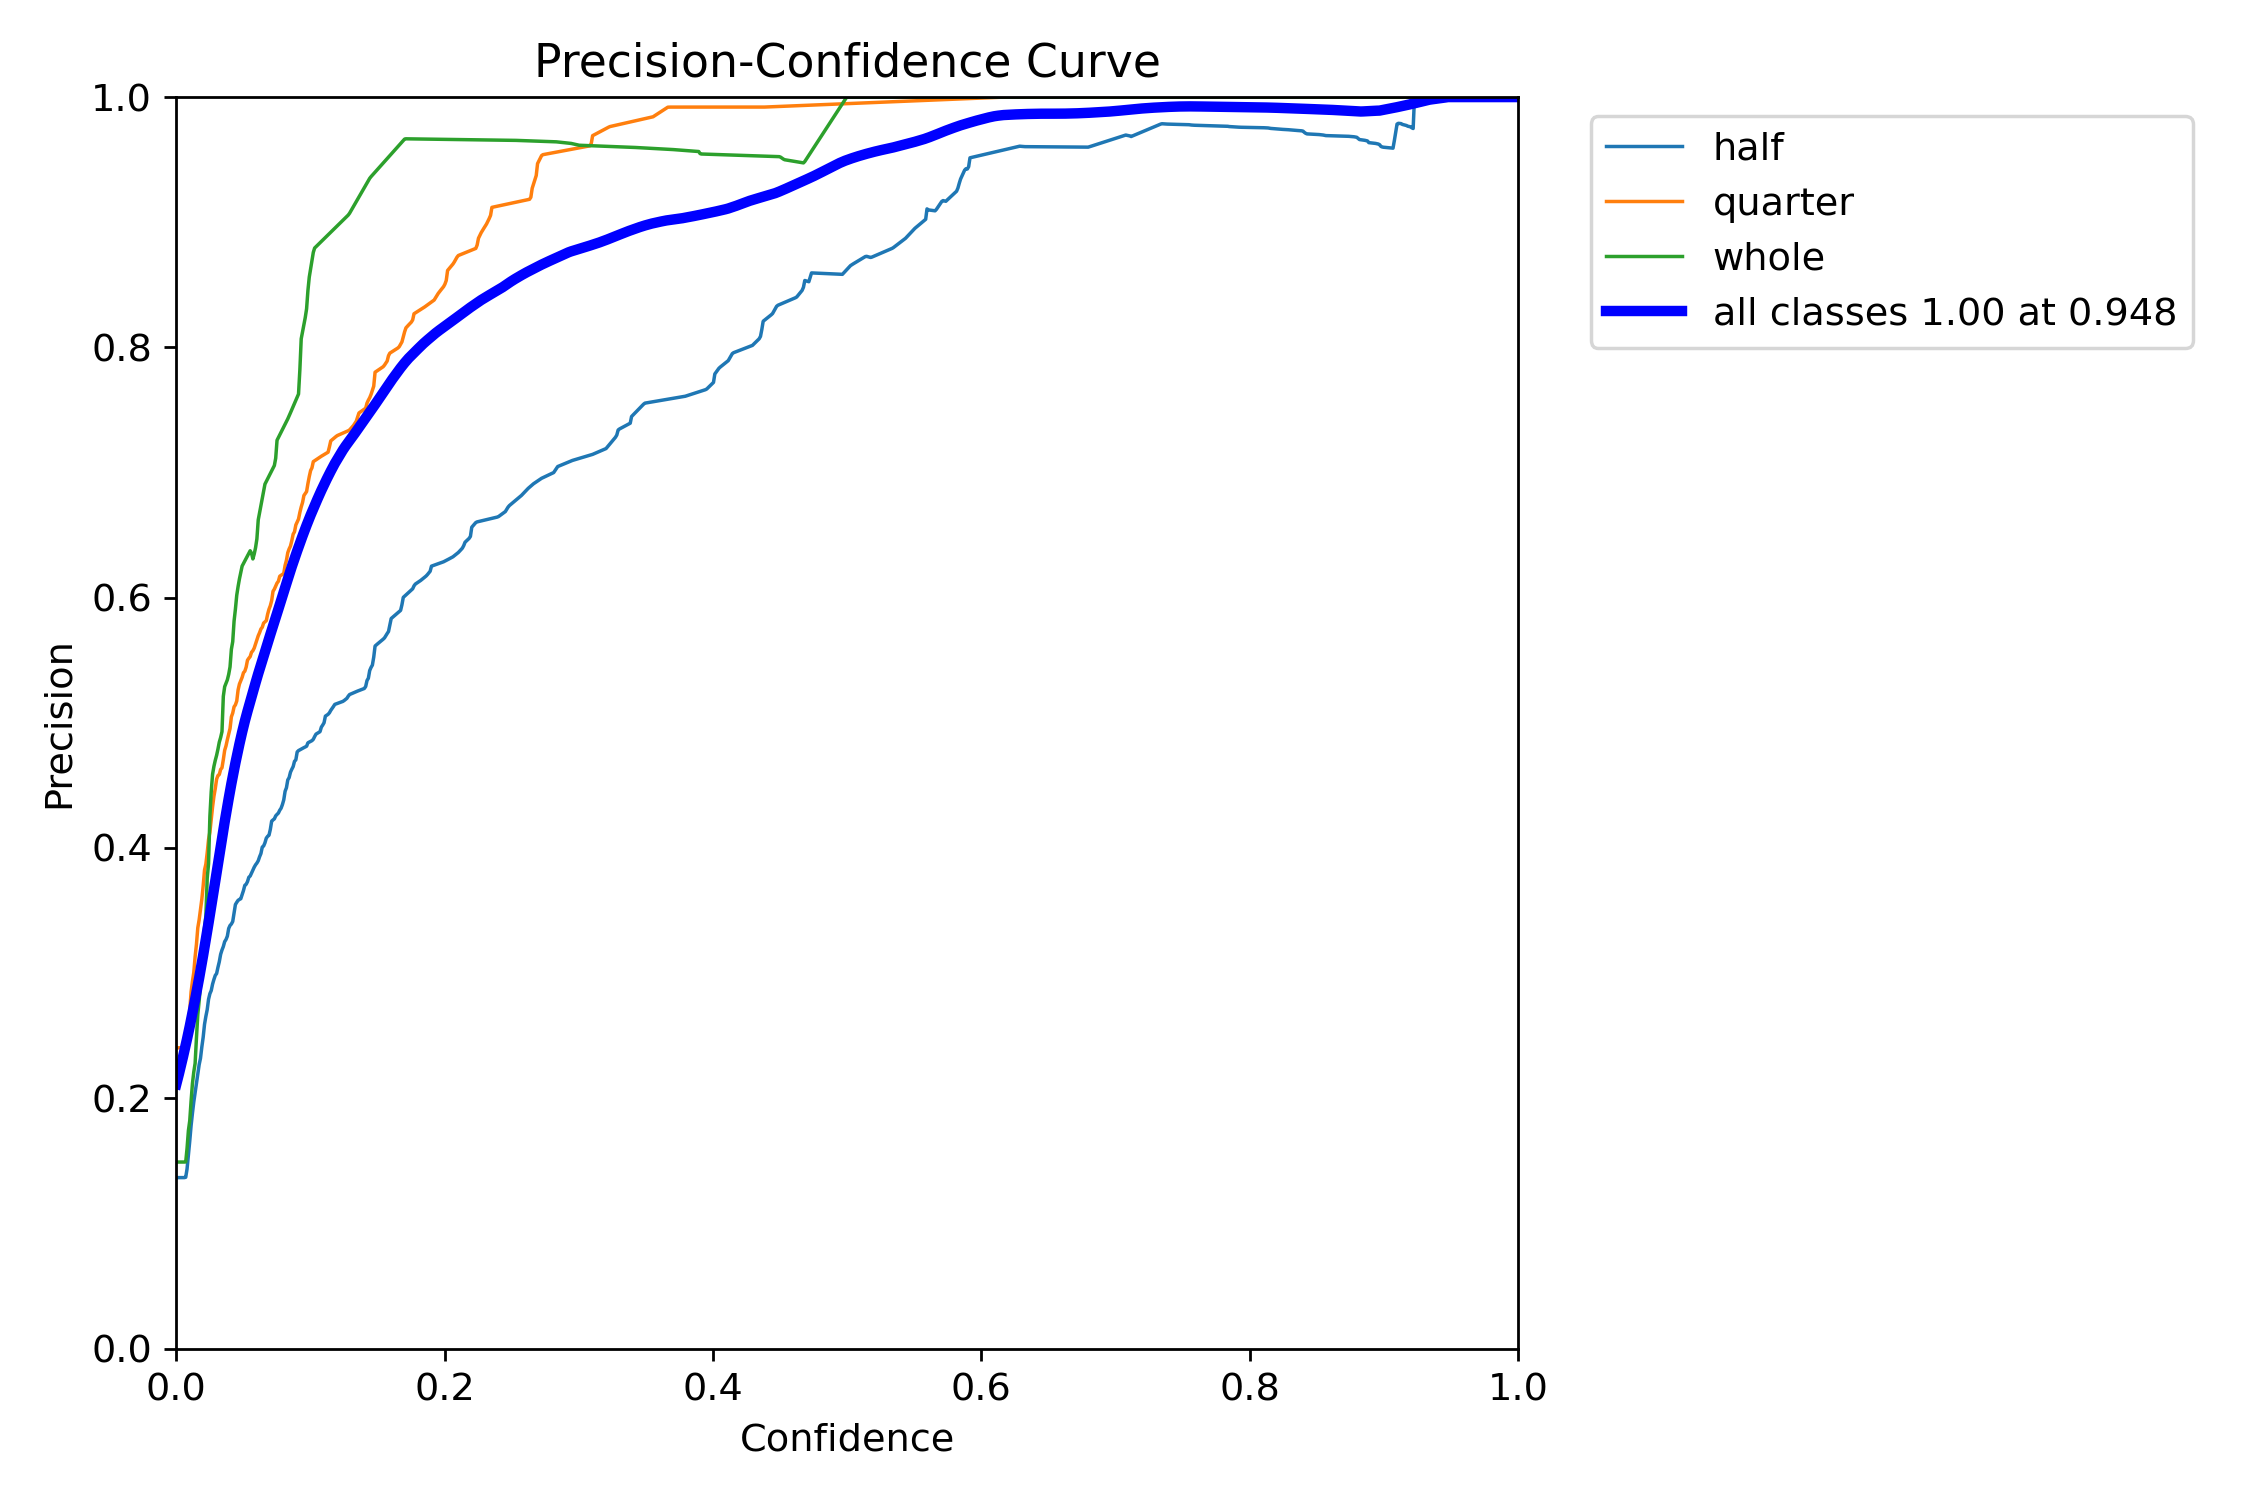 Precision-Confidence Curve
1.0
0.8
0.6
0.4
0.2
0.0
Precision
0.0 0.2 0.4 0.6 0.8 1.0
Confidence
half
quarter
whole
all classes 1.00 at 0.948